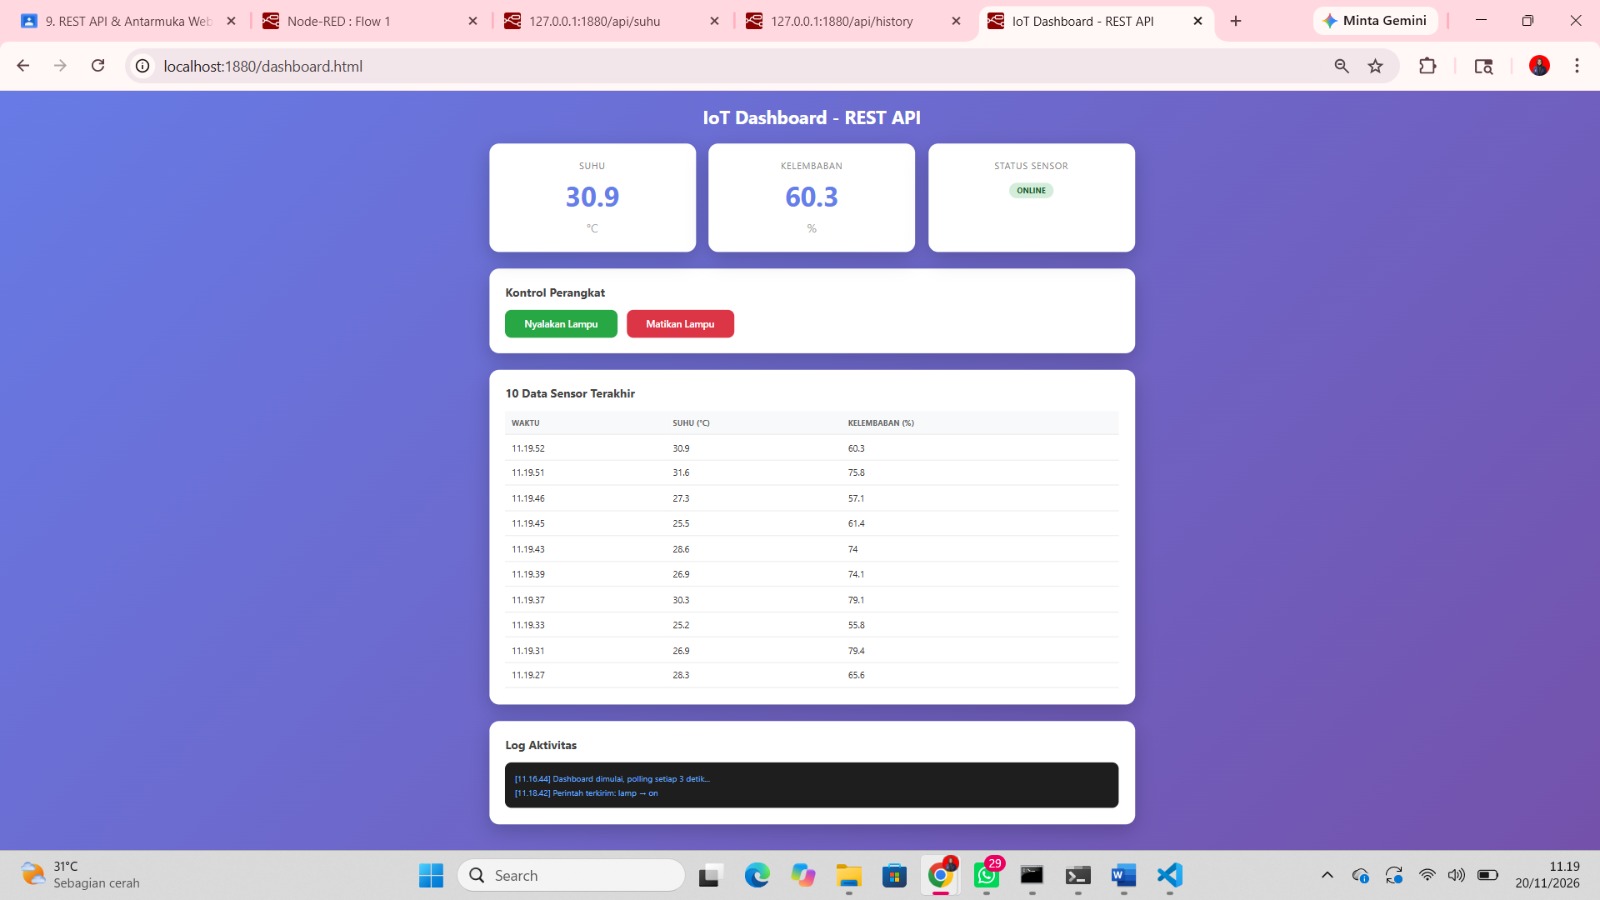 9. REST API & Antarmuka Web
Node-RED : Flow 1
127.0.0.1:1880/api/suhu
127.0.0.1:1880/api/history
IoT Dashboard - REST API
Minta Gemini
localhost:1880/dashboard.html
IoT Dashboard - REST API
SUHU
30.9
°C
KELEMBABAN
60.3
%
STATUS SENSOR
ONLINE
Kontrol Perangkat
Nyalakan Lampu Matikan Lampu
10 Data Sensor Terakhir
WAKTU SUHU (°C) KELEMBABAN (%)
11.19.52 30.9 60.3
11.19.51 31.6 75.8
11.19.46 27.3 57.1
11.19.45 25.5 61.4
11.19.43 28.6 74
11.19.39 26.9 74.1
11.19.37 30.3 79.1
11.19.33 25.2 55.8
11.19.31 26.9 79.4
11.19.27 28.3 65.6
Log Aktivitas
[11.16.44] Dashboard dimulai, polling setiap 3 detik...
[11.18.42] Perintah terkirim: lamp → on
31°C
Sebagian cerah
Search
29
11.19
20/11/2026